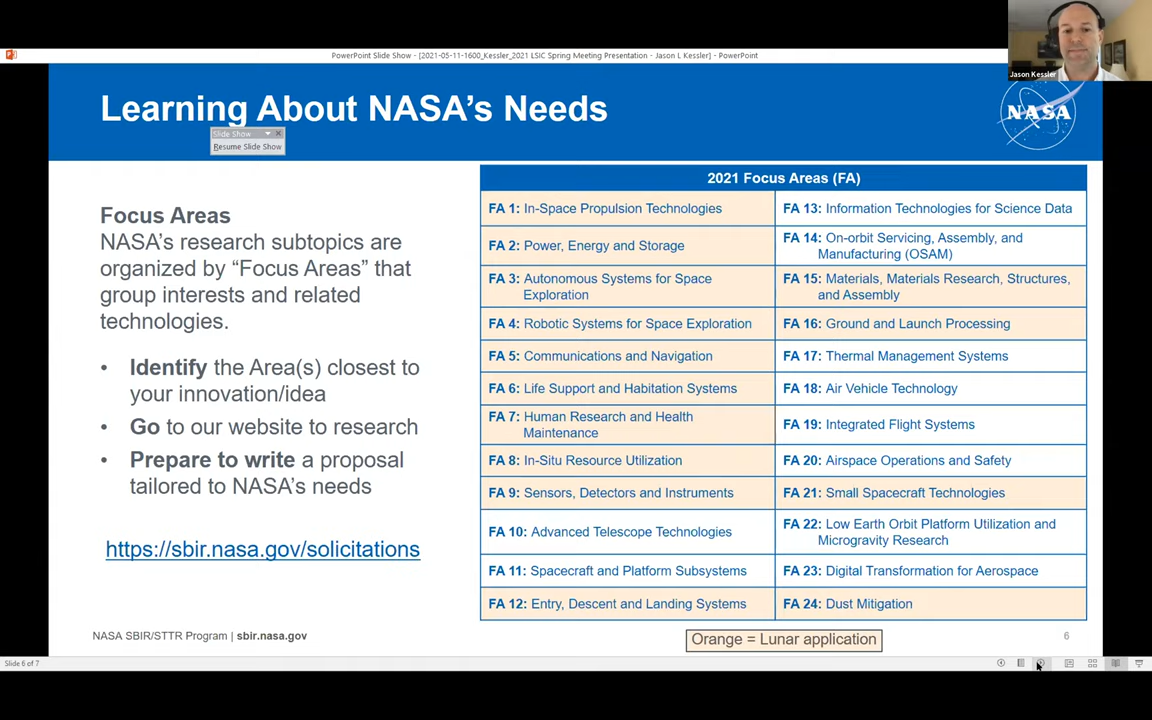 PowerPoint Slide Show - [2021-05-11-1600_Kessler_2021 LSIC Spring Meeting Presentation - Jason L Kessler] - PowerPoint
Jason Kessler
Learning About NASA's Needs
NASA
Slide Show
Resume Slide Show
Focus Areas
NASA's research subtopics are
organized by “Focus Areas” that
group interests and related
technologies.
• Identify the Area(s) closest to
your innovation/idea
• Go to our website to research
• Prepare to write a proposal
tailored to NASA's needs
https://sbir.nasa.gov/solicitations
2021 Focus Areas (FA)
FA 1: In-Space Propulsion Technologies
FA 2: Power, Energy and Storage
FA 3: Autonomous Systems for Space
Exploration
FA 4: Robotic Systems for Space Exploration
FA 5: Communications and Navigation
FA 6: Life Support and Habitation Systems
FA 7: Human Research and Health
Maintenance
FA 8: In-Situ Resource Utilization
FA 9: Sensors, Detectors and Instruments
FA 10: Advanced Telescope Technologies
FA 11: Spacecraft and Platform Subsystems
FA 12: Entry, Descent and Landing Systems
FA 13: Information Technologies for Science Data
FA 14: On-orbit Servicing, Assembly, and
Manufacturing (OSAM)
FA 15: Materials, Materials Research, Structures,
and Assembly
FA 16: Ground and Launch Processing
FA 17: Thermal Management Systems
FA 18: Air Vehicle Technology
FA 19: Integrated Flight Systems
FA 20: Airspace Operations and Safety
FA 21: Small Spacecraft Technologies
FA 22: Low Earth Orbit Platform Utilization and
Microgravity Research
FA 23: Digital Transformation for Aerospace
FA 24: Dust Mitigation
Orange = Lunar application
NASA SBIR/STTR Program | sbir.nasa.gov
6
Slide 6 of 7